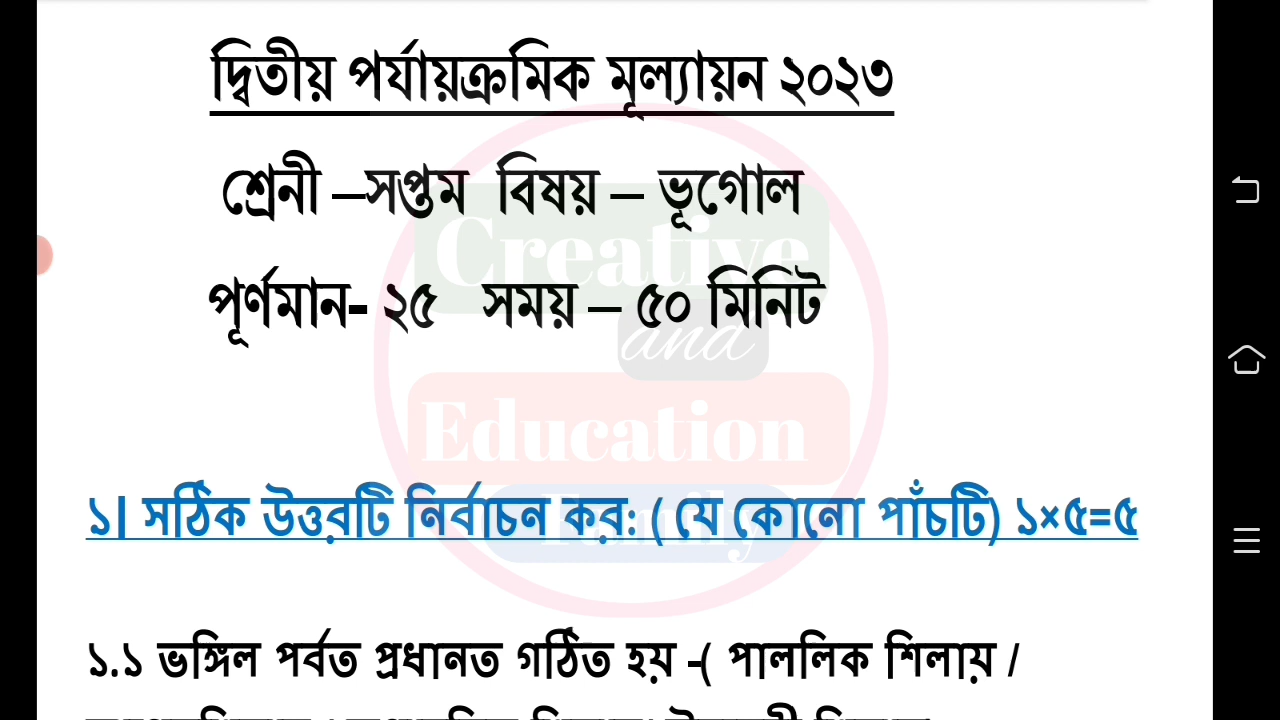 দ্বিতীয় পর্যায়ক্রমিক মূল্যায়ন ২০২৩
শ্রেনী –সপ্তম বিষয় – ভূগোল
পূর্ণমান- ২৫ সময় – ৫০ মিনিট
Creative
and
Education
Family
১। সঠিক উত্তরটি নির্বাচন কর: ( যে কোনো পাঁচটি) ১×৫=৫
১.১ ভঙ্গিল পর্বত প্রধানত গঠিত হয় -( পাললিক শিলায় /